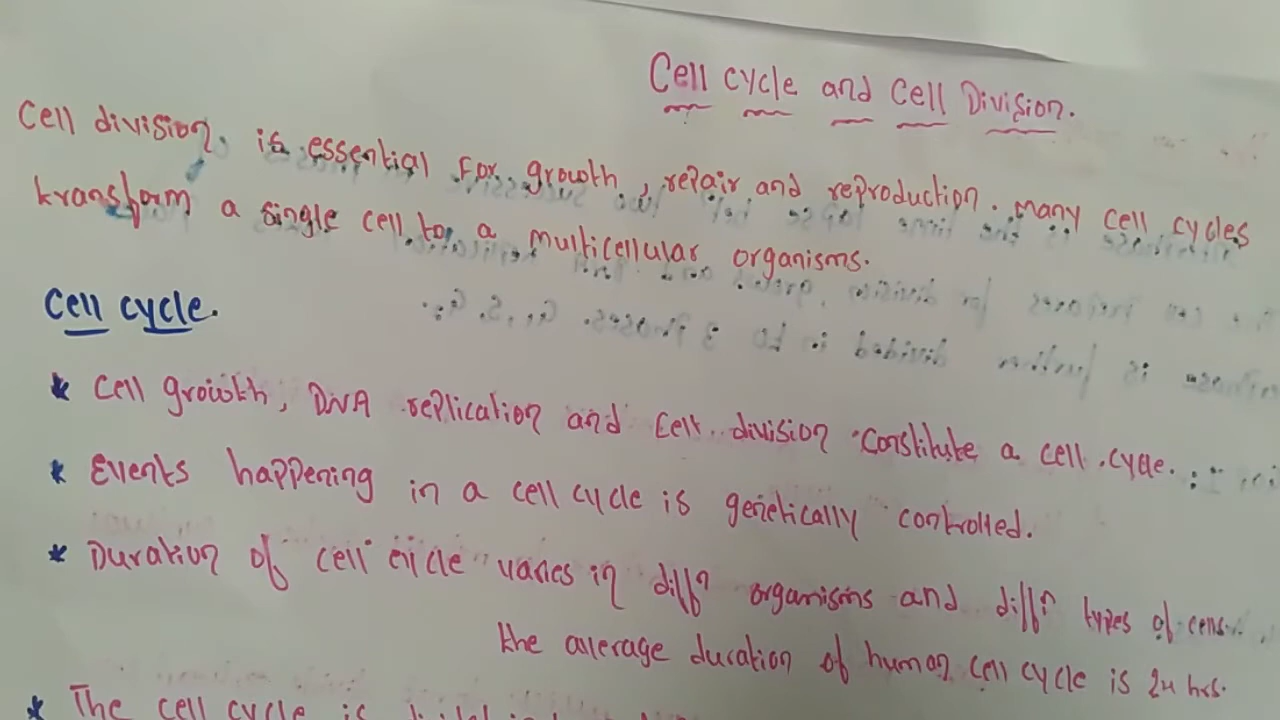 Cell cycle and Cell Division.
Cell division is essential for growth, repair and reproduction. Many cell cycles
transform a single cell to a multicellular organisms.
Cell cycle.
* Cell growth, DNA replication and Cell division constitute a cell cycle.
* Events happening in a cell cycle is genetically controlled.
* Duration of cell cycle varies in diffn organisms and diffn types of cells.
the average duration of human cell cycle is 24 hrs.
* The cell cycle is